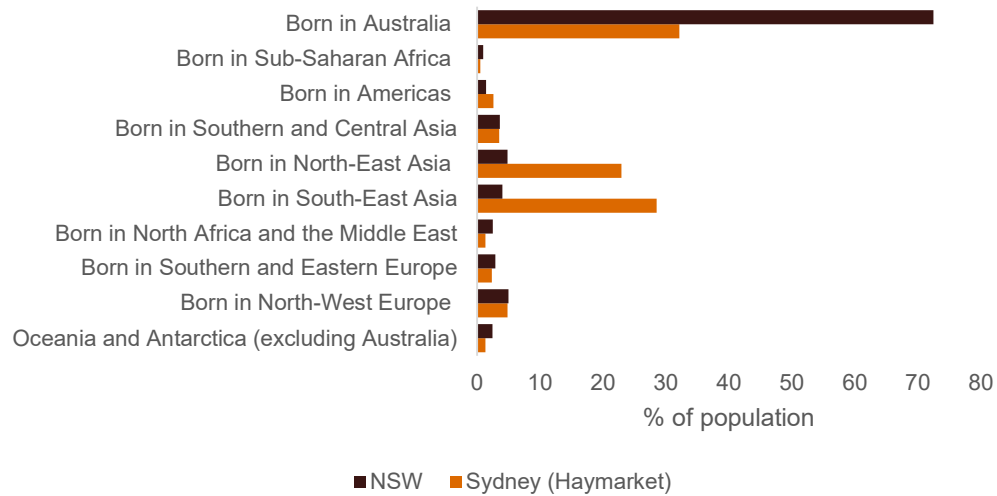 Born in Australia
Born in Sub-Saharan Africa
Born in Americas
Born in Southern and Central Asia
Born in North-East Asia
Born in South-East Asia
Born in North Africa and the Middle East
Born in Southern and Eastern Europe
Born in North-West Europe
Oceania and Antarctica (excluding Australia)
0 10 20 30 40 50 60 70 80
% of population
NSW Sydney (Haymarket)